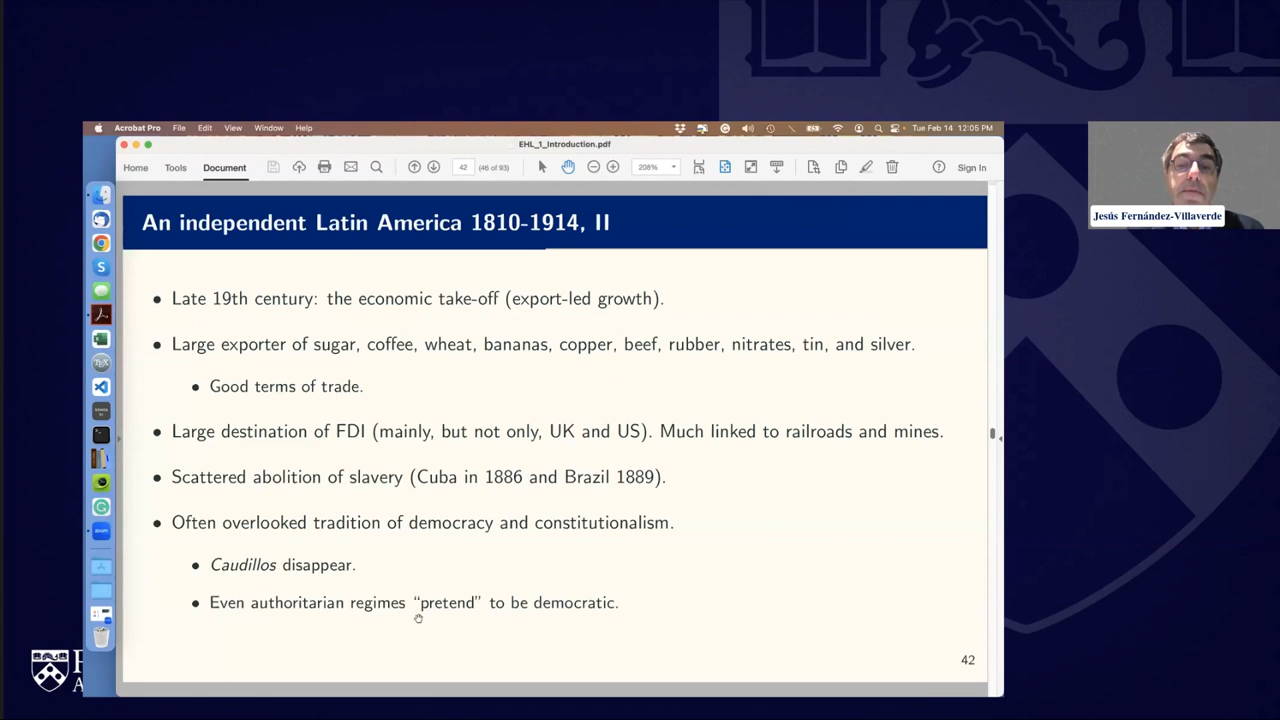 Acrobat Pro File Edit View Window Help
Tue Feb 14 12:05 PM
EHL_1_Introduction.pdf
Home Tools Document
42 (46 of 93)
208%
Sign In
An independent Latin America 1810-1914, II
• Late 19th century: the economic take-off (export-led growth).
• Large exporter of sugar, coffee, wheat, bananas, copper, beef, rubber, nitrates, tin, and silver.
• Good terms of trade.
• Large destination of FDI (mainly, but not only, UK and US). Much linked to railroads and mines.
• Scattered abolition of slavery (Cuba in 1886 and Brazil 1889).
• Often overlooked tradition of democracy and constitutionalism.
• Caudillos disappear.
• Even authoritarian regimes “pretend” to be democratic.
42
Jesús Fernández-Villaverde